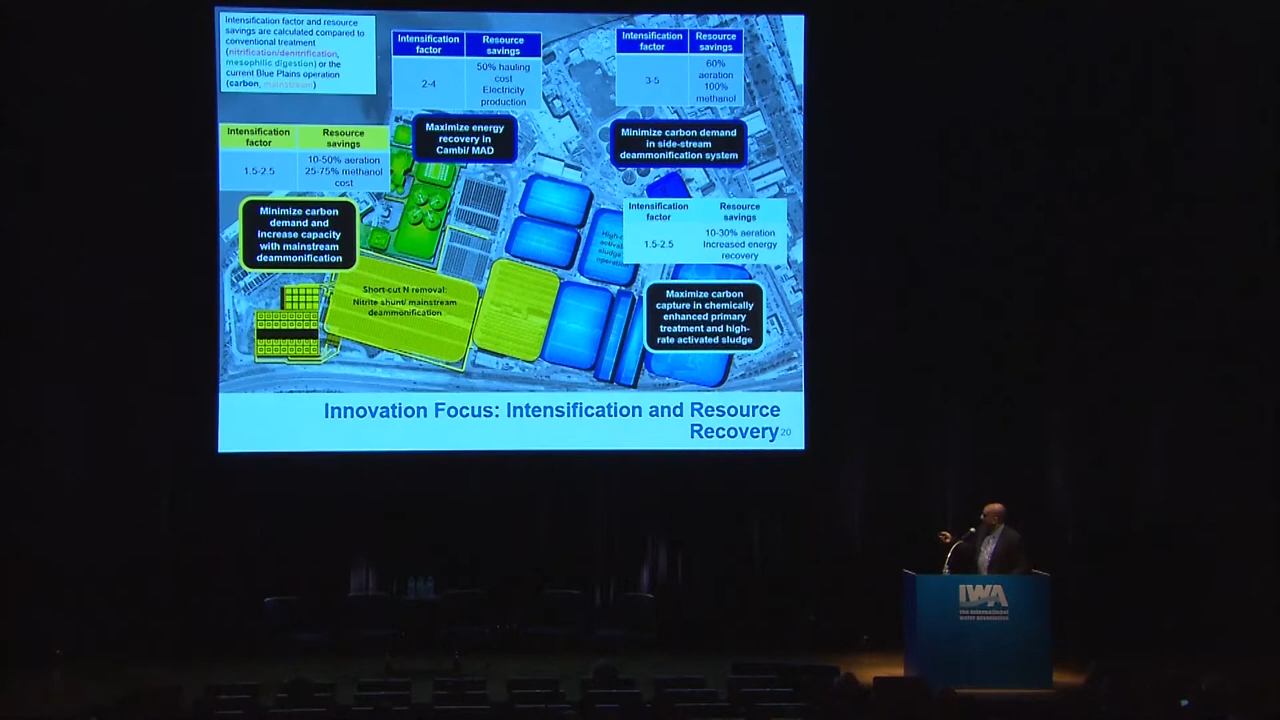 Intensification factor and resource
savings are calculated compared to
conventional treatment
(nitrification/denitrification,
mesophilic digestion) or the
current Blue Plains operation
(carbon, mainstream)
Intensification factor
Resource savings
2-4
50% hauling cost
Electricity production
Maximize energy
recovery in
Cambi/ MAD
Intensification factor
Resource savings
3-5
60% aeration
100% methanol
Minimize carbon demand
in side-stream
deammonification system
Intensification factor
Resource savings
1.5-2.5
10-50% aeration
25-75% methanol cost
Minimize carbon
demand and
increase capacity
with mainstream
deammonification
Intensification factor
Resource savings
1.5-2.5
10-30% aeration
Increased energy recovery
sludge
Maximize carbon
capture in chemically
enhanced primary
treatment and high-
rate activated sludge
Short-cut N removal:
Nitrite shunt/ mainstream
deammonification
Innovation Focus: Intensification and Resource
Recovery 20
IWA
the international
water association